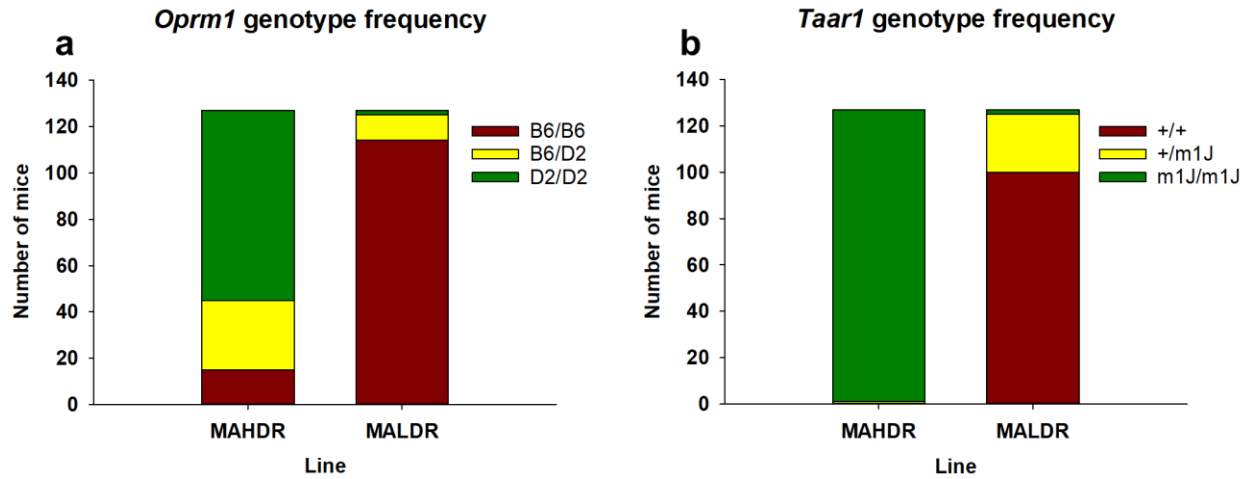 Oprm1 genotype frequency
a
140
120
100
80
60
40
20
0
Number of mice
MAHDR
MALDR
Line
B6/B6
B6/D2
D2/D2
Taar1 genotype frequency
b
140
120
100
80
60
40
20
0
Number of mice
MAHDR
MALDR
Line
+/+
+/m1J
m1J/m1J